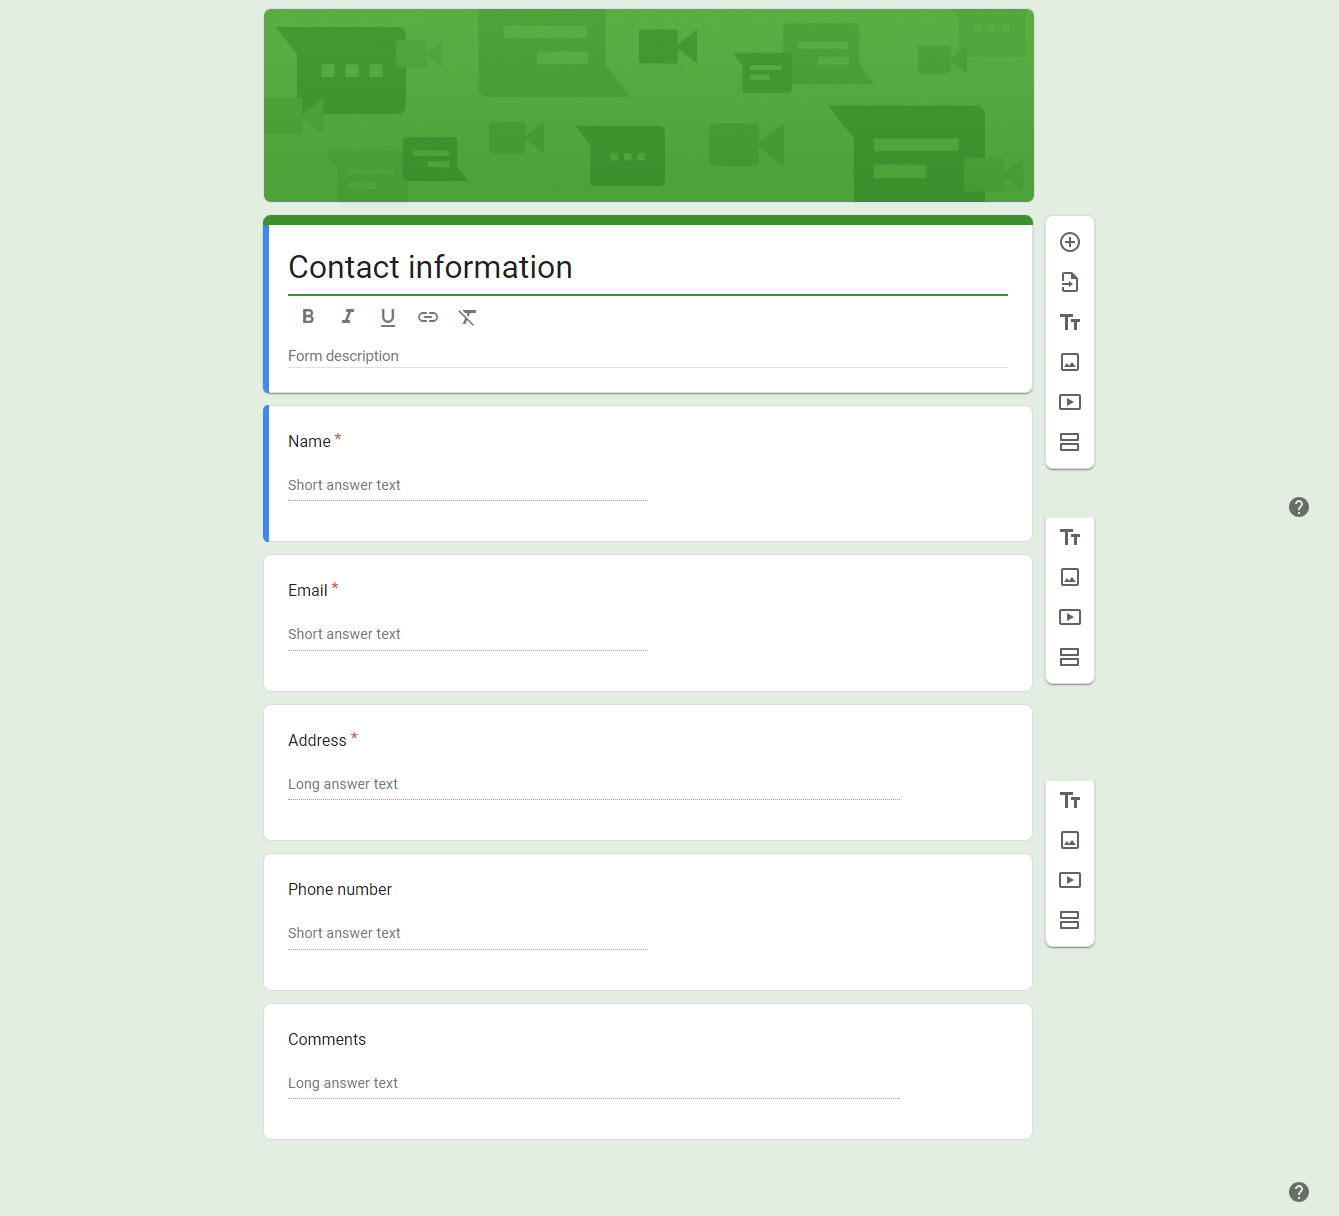 Contact information
B I U
Form description
Name *
Short answer text
Email *
Short answer text
Address *
Long answer text
Phone number
Short answer text
Comments
Long answer text